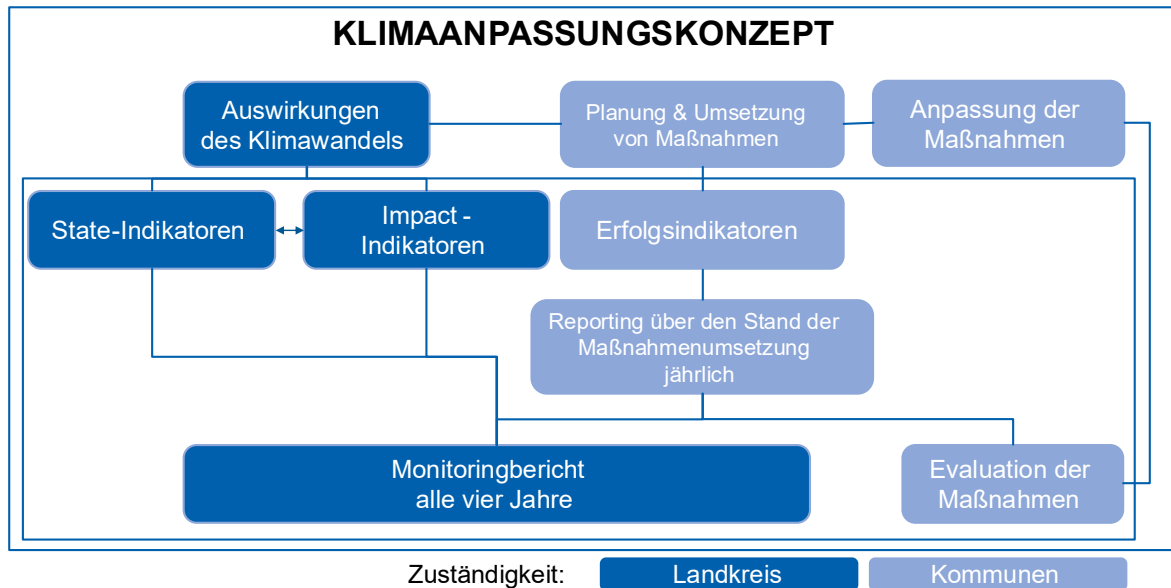 KLIMAANPASSUNGSKONZEPT
Auswirkungen
des Klimawandels
Planung & Umsetzung
von Maßnahmen
Anpassung der
Maßnahmen
State-Indikatoren
Impact -
Indikatoren
Erfolgsindikatoren
Reporting über den Stand der
Maßnahmenumsetzung
jährlich
Monitoringbericht
alle vier Jahre
Evaluation der
Maßnahmen
Zuständigkeit:
Landkreis
Kommunen